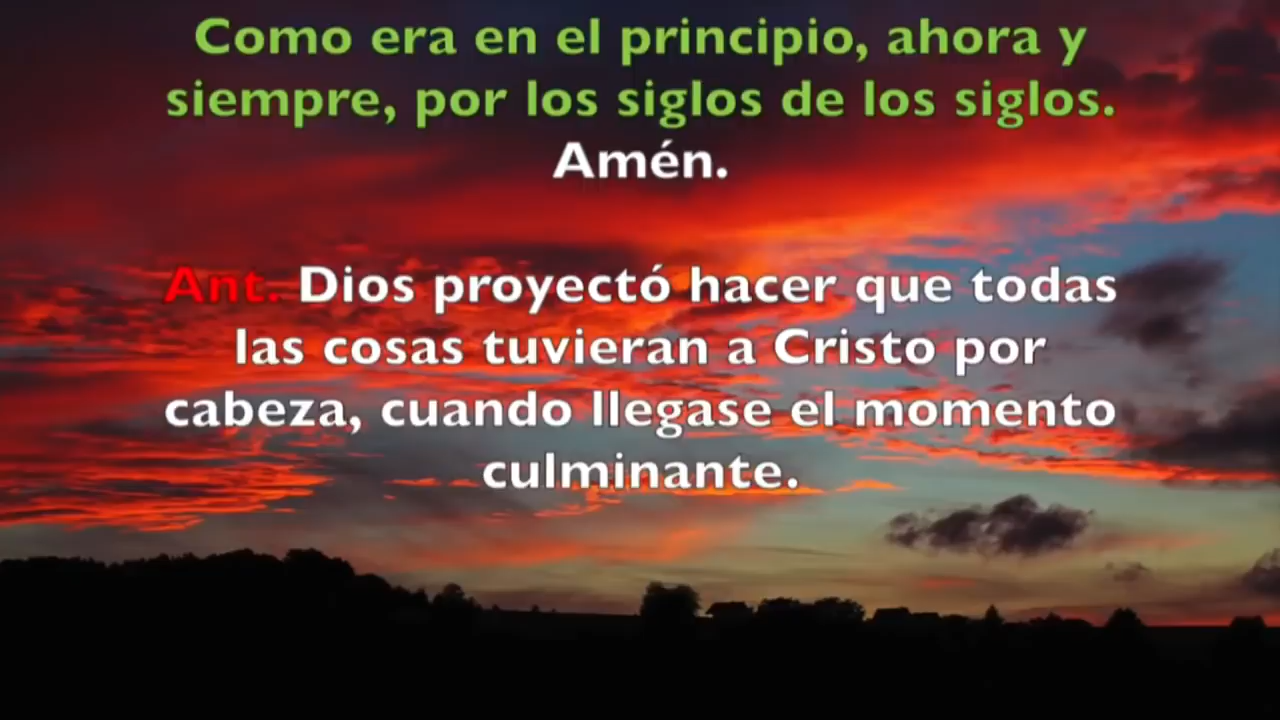 Como era en el principio, ahora y
siempre, por los siglos de los siglos.
Amén.
Ant. Dios proyectó hacer que todas
las cosas tuvieran a Cristo por
cabeza, cuando llegase el momento
culminante.